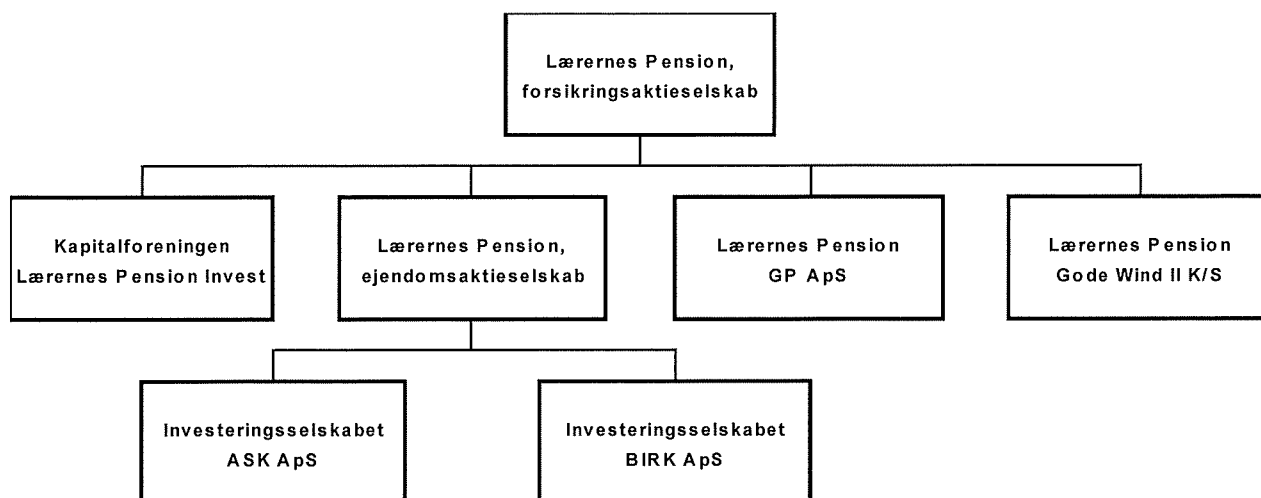 Lærernes Pension,
forsikringsaktieselskab
Kapitalforeningen
Lærernes Pension Invest
Lærernes Pension,
ejendomsaktieselskab
Lærernes Pension
GP ApS
Lærernes Pension
Gode Wind II K/S
Investeringsselskabet
ASK ApS
Investeringsselskabet
BIRK ApS